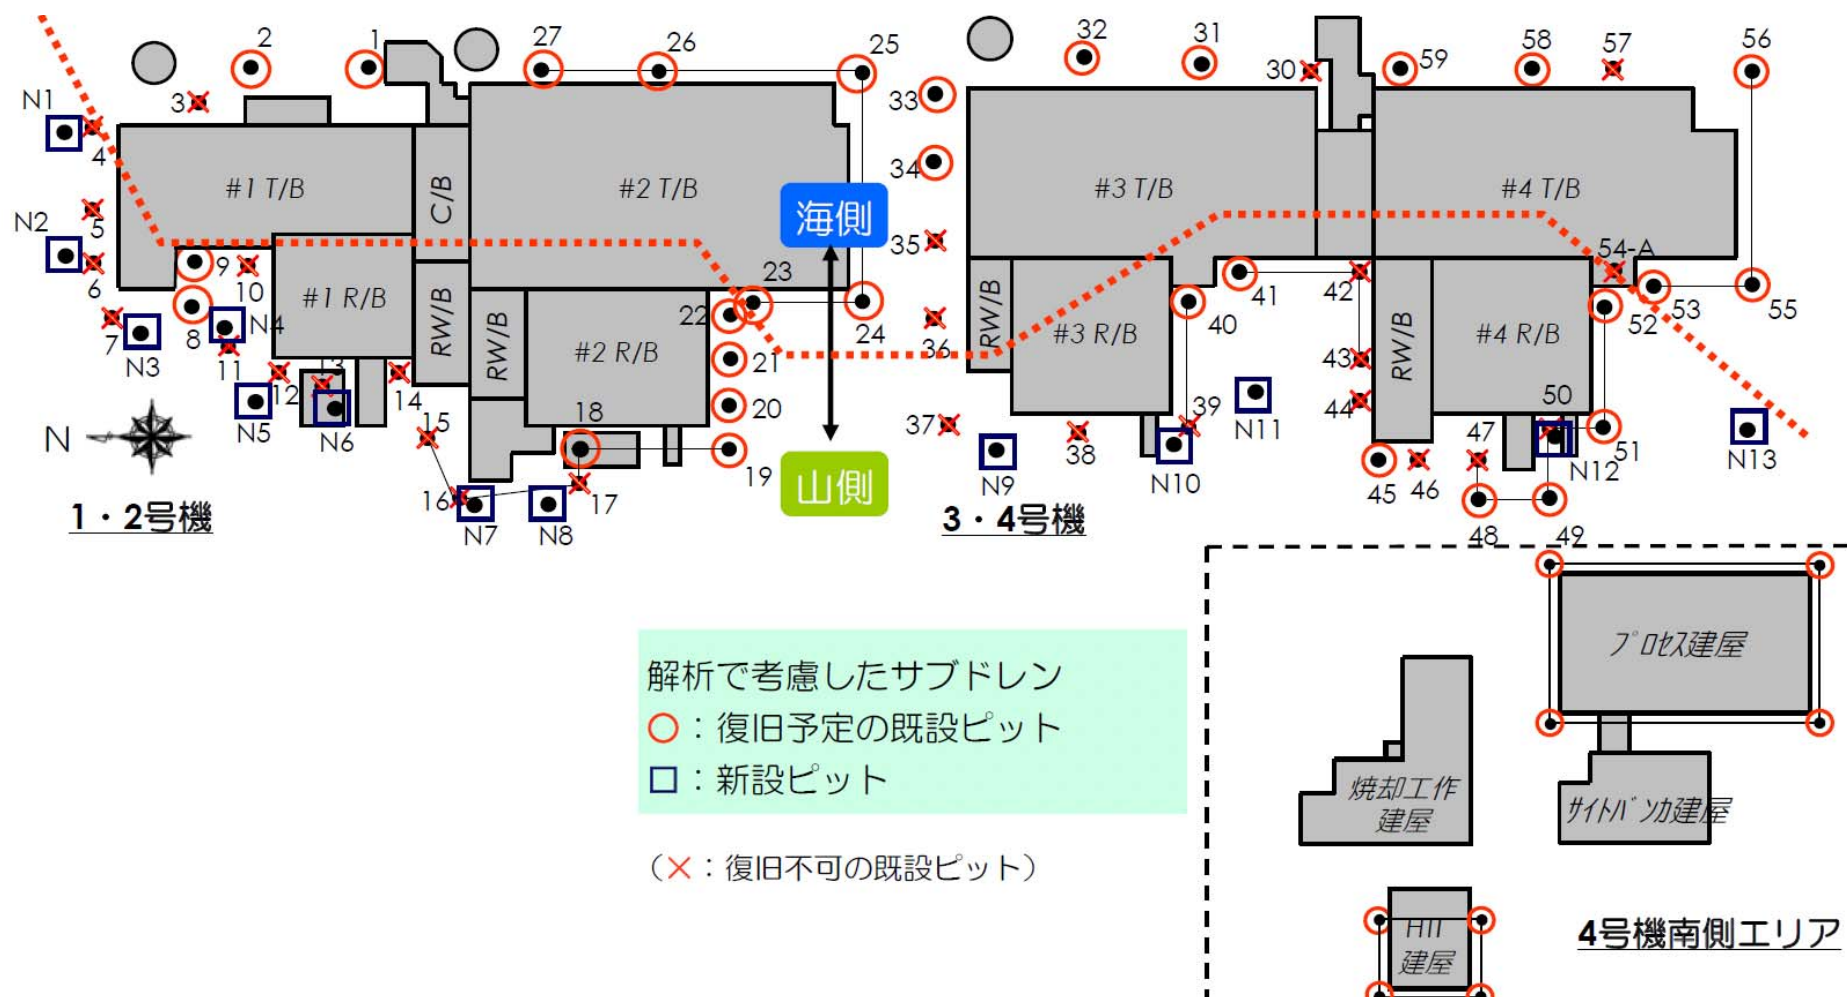 2
1
27
26
25
32
31
30
59
58
57
56
N1
3
33
4
34
#1 T/B
C/B
#2 T/B
海側
#3 T/B
#4 T/B
N2
5
35
54-A
6
9
10
#1 R/B
RW/B
23
24
41
42
40
53
55
52
7
N3
8
N4
11
RW/B
#2 R/B
22
21
36
RW/B
#3 R/B
43
RW/B
#4 R/B
12
13
14
20
44
N
N5
N6
15
18
19
37
38
39
N11
50
51
N13
山側
45
46
47
N12
1・2号機
16
N7
N8
17
3・4号機
N9
N10
48
49
解析で考慮したサブドレン
○：復旧予定の既設ピット
□：新設ピット
（×：復旧不可の既設ピット）
プロセス建屋
焼却工作
建屋
サイトバンカ建屋
HTI
建屋
4号機南側エリア